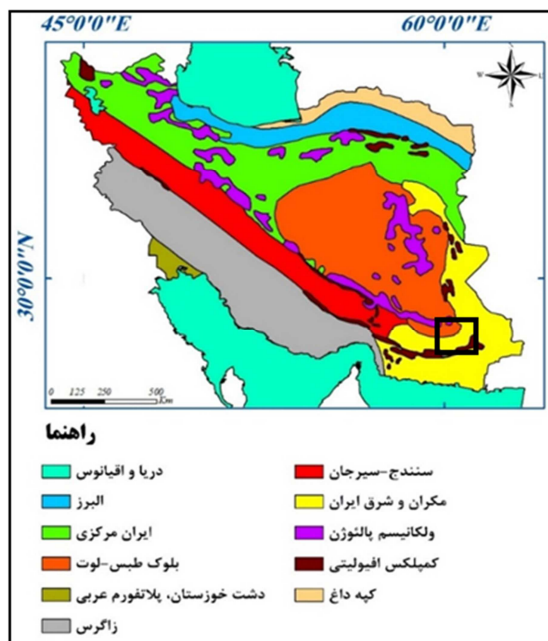 45°0'0"E 60°0'0"E
N
W E
S
30°0'0"N
0 125 250 500
Km
راهنما
سنندج-سیرجان دریا و اقیانوس
مکران و شرق ایران البرز
ولکانیسم پالئوژن ایران مرکزی
کمپلکس افیولیتی بلوک طبس-لوت
کپه داغ دشت خوزستان، پلاتفورم عربی
زاگرس